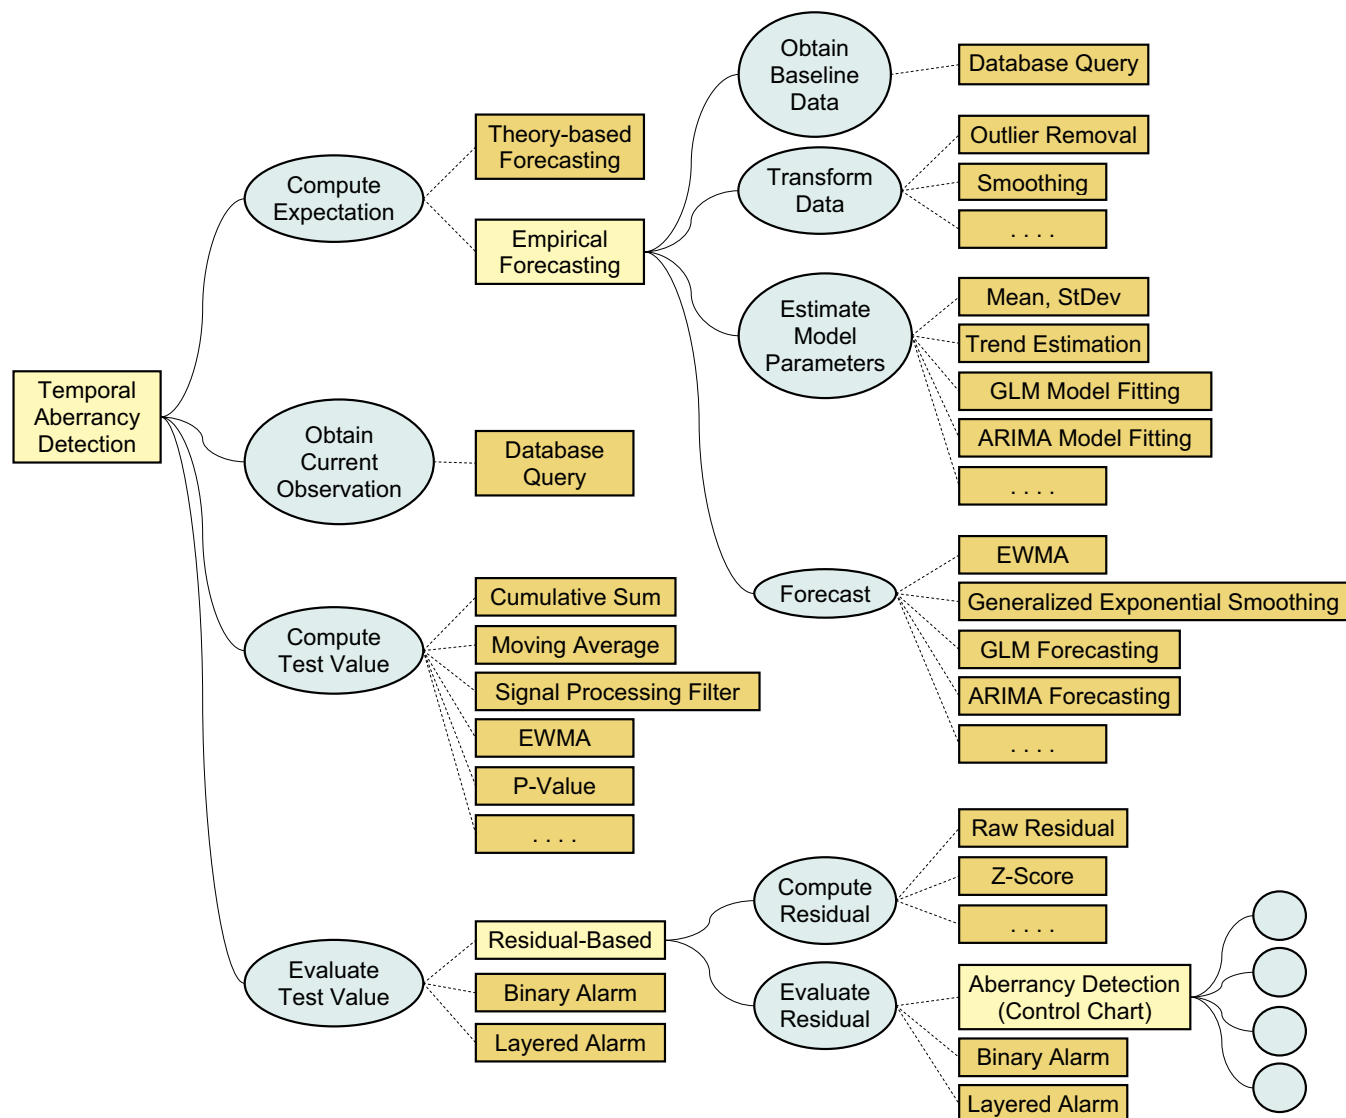 Temporal
Aberrancy
Detection
Compute
Expectation
Theory-based
Forecasting
Empirical
Forecasting
Obtain
Baseline
Data
Database Query
Transform
Data
Outlier Removal
Smoothing
. . . .
Estimate
Model
Parameters
Mean, StDev
Trend Estimation
GLM Model Fitting
ARIMA Model Fitting
. . . .
Forecast
EWMA
Generalized Exponential Smoothing
GLM Forecasting
ARIMA Forecasting
. . . .
Obtain
Current
Observation
Database
Query
Compute
Test Value
Cumulative Sum
Moving Average
Signal Processing Filter
EWMA
P-Value
. . . .
Evaluate
Test Value
Residual-Based
Binary Alarm
Layered Alarm
Compute
Residual
Raw Residual
Z-Score
. . . .
Evaluate
Residual
Aberrancy Detection
(Control Chart)
Binary Alarm
Layered Alarm